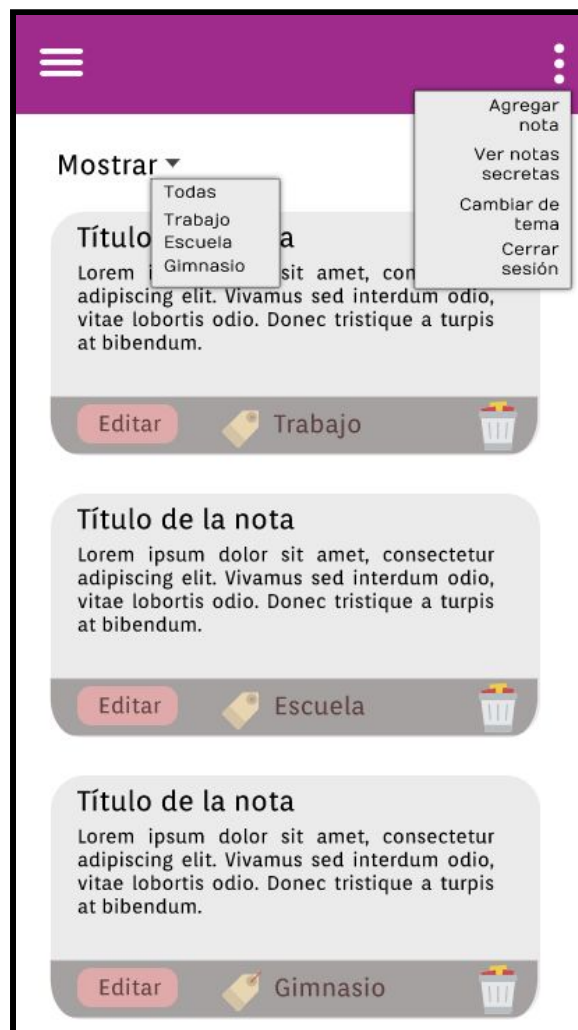 Agregar
nota
Ver notas
secretas
Cambiar de
tema
Cerrar
sesión
Mostrar
Todas
Trabajo
Escuela
Gimnasio
Título a
Lorem sit amet,
adipiscing elit. Vivamus sed interdum odio,
vitae lobortis odio. Donec tristique a turpis
at bibendum.
Editar Trabajo
Título de la nota
Lorem ipsum dolor sit amet, consectetur
adipiscing elit. Vivamus sed interdum odio,
vitae lobortis odio. Donec tristique a turpis
at bibendum.
Editar Escuela
Título de la nota
Lorem ipsum dolor sit amet, consectetur
adipiscing elit. Vivamus sed interdum odio,
vitae lobortis odio. Donec tristique a turpis
at bibendum.
Editar Gimnasio